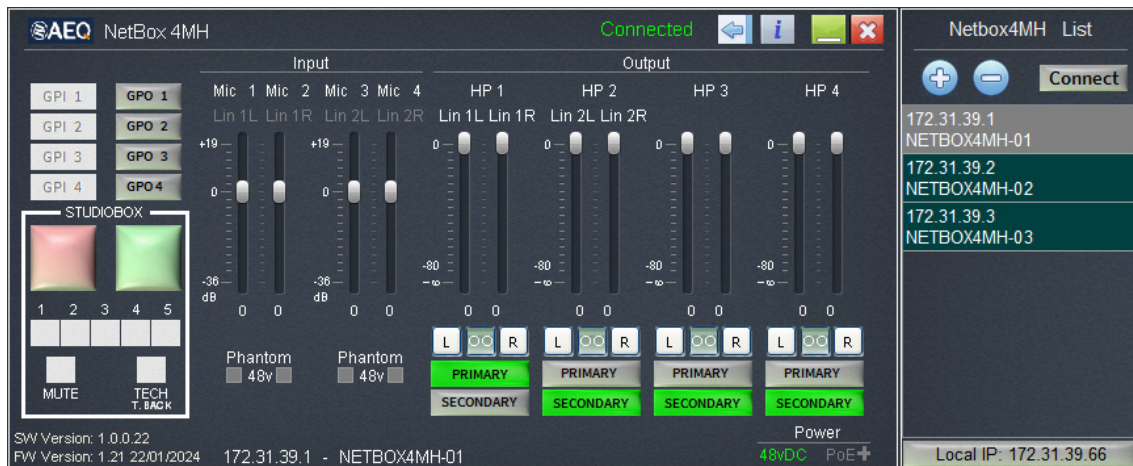 AEQ NetBox 4MH
Connected
i
Netbox4MH List
Connect
Input
Output
GPI 1 GPO 1
GPI 2 GPO 2
GPI 3 GPO 3
GPI 4 GPO4
Mic 1 Mic 2 Mic 3 Mic 4 HP 1 HP 2 HP 3 HP 4
Lin 1L Lin 1R Lin 2L Lin 2R Lin 1L Lin 1R Lin 2L Lin 2R
+19 +19 0 0 0 0
0 0
-80 -80 -80 -80
-36 -36 -∞ -∞ -∞ -∞
dB dB
0 0 0 0 0 0 0 0 0 0 0 0
STUDIOBOX
1 2 3 4 5
MUTE
TECH
T.BACK
Phantom Phantom
48v 48v
L R L R L R L R
PRIMARY PRIMARY PRIMARY PRIMARY
SECONDARY SECONDARY SECONDARY SECONDARY
SW Version: 1.0.0.22
FW Version: 1.21 22/01/2024
172.31.39.1 - NETBOX4MH-01
Power
48vDC PoE+
172.31.39.1
NETBOX4MH-01
172.31.39.2
NETBOX4MH-02
172.31.39.3
NETBOX4MH-03
Local IP: 172.31.39.66